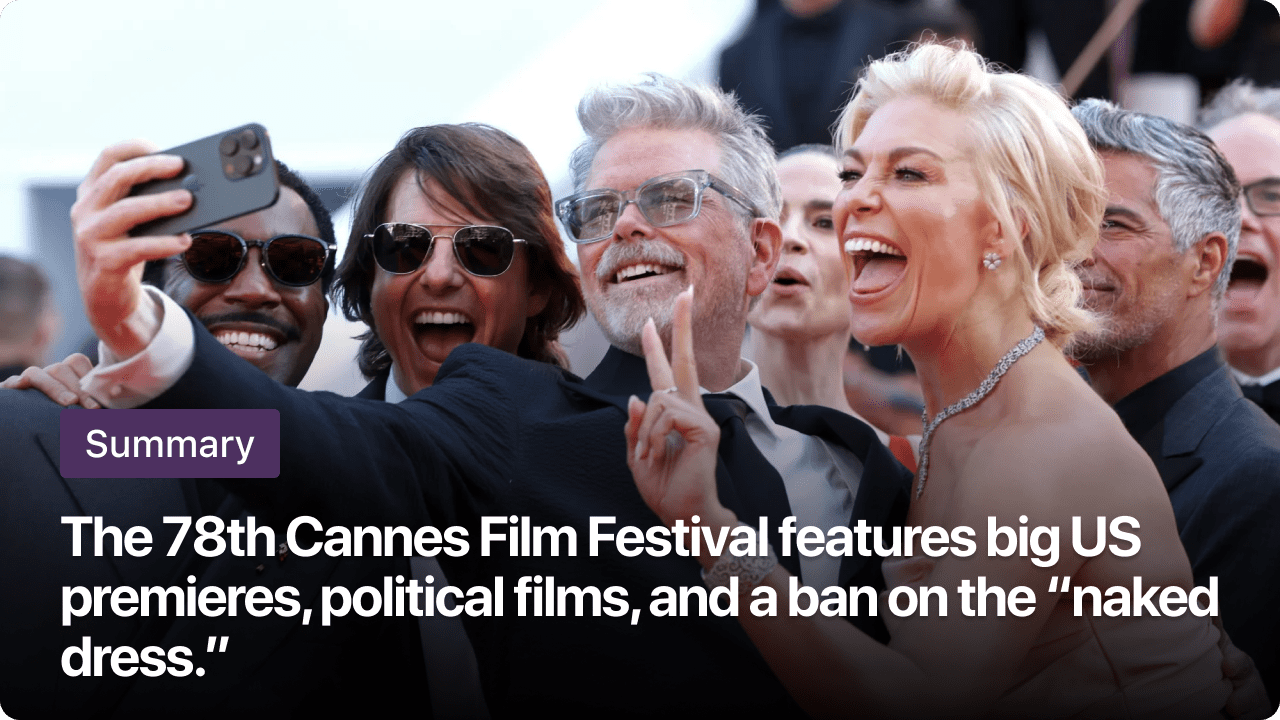 Summary
The 78th Cannes Film Festival features big US
premieres, political films, and a ban on the “naked
dress.”